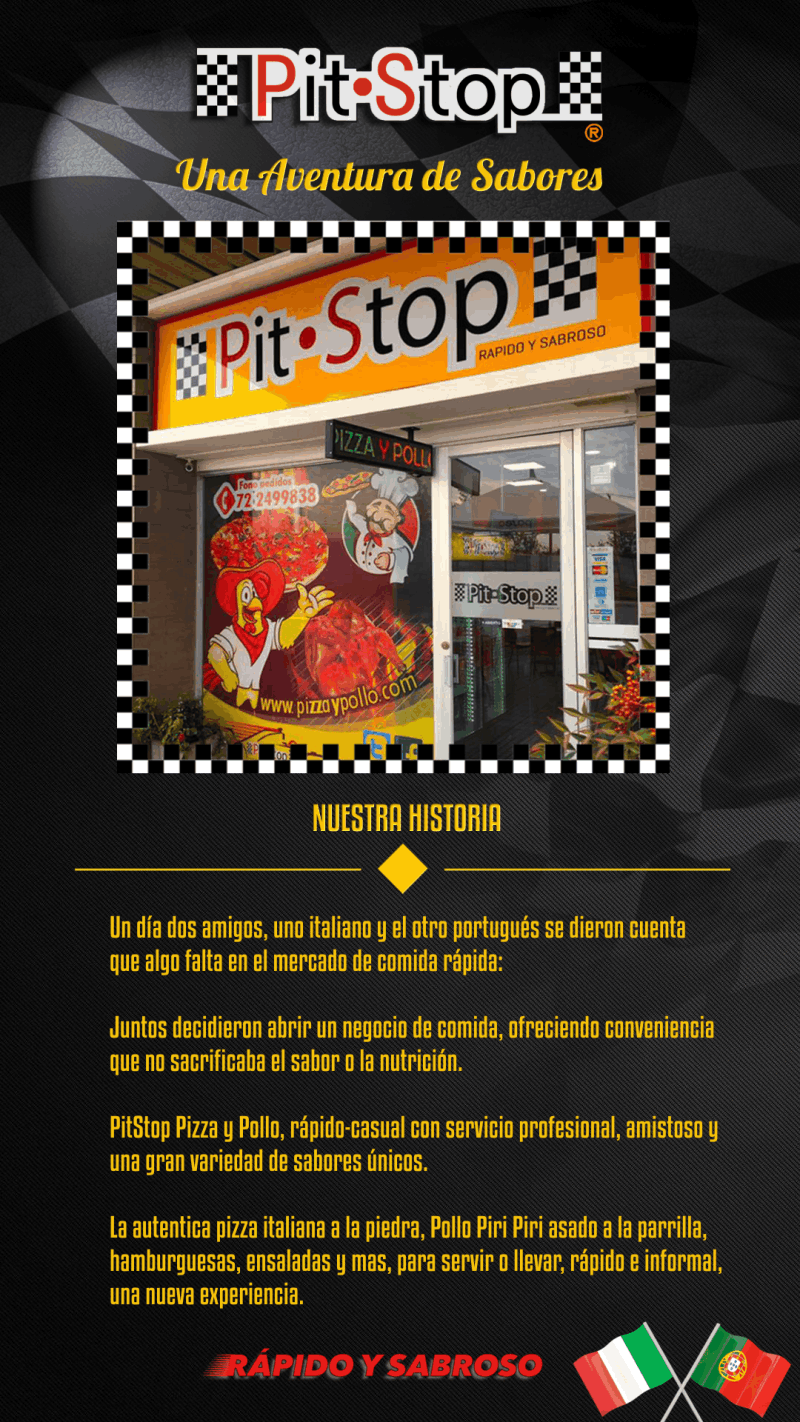 Pit•Stop
®
Una Aventura de Sabores
Pit•Stop
RAPIDO Y SABROSO
PIZZA Y POLL
Fono pedidos
72-2499838
VISA
Pit•Stop
www.pizzaypollo.com
NUESTRA HISTORIA
Un día dos amigos, uno italiano y el otro portugués se dieron cuenta
que algo falta en el mercado de comida rápida:
Juntos decidieron abrir un negocio de comida, ofreciendo conveniencia
que no sacrificaba el sabor o la nutrición.
PitStop Pizza y Pollo, rápido-casual con servicio profesional, amistoso y
una gran variedad de sabores únicos.
La autentica pizza italiana a la piedra, Pollo Piri Piri asado a la parrilla,
hamburguesas, ensaladas y mas, para servir o llevar, rápido e informal,
una nueva experiencia.
RÁPIDO Y SABROSO